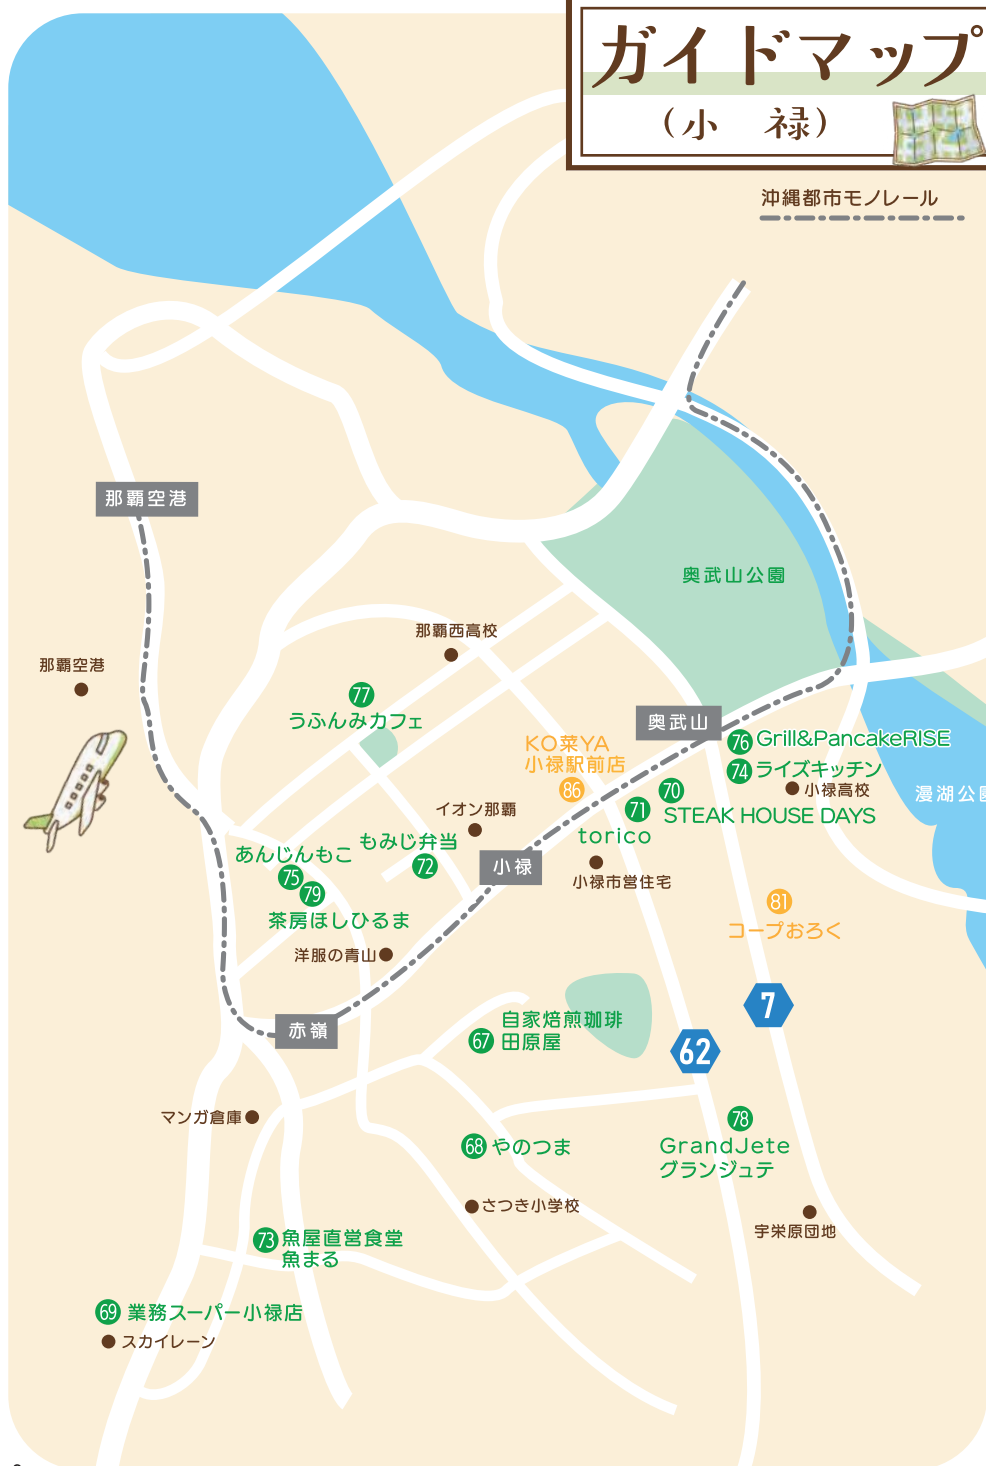 ガイドマップ
（小　禄）
沖縄都市モノレール
那覇空港
奥武山公園
那覇西高校
那覇空港
77
うふんみカフェ
奥武山
KO菜YA
小禄駅前店
86
76 Grill&PancakeRISE
74 ライズキッチン
小禄高校
漫湖公園
70
STEAK HOUSE DAYS
71
torico
イオン那覇
もみじ弁当
72
小禄
小禄市営住宅
あんじんもこ
75
79
茶房ほしひるま
洋服の青山
81
コープおろく
7
赤嶺
自家焙煎珈琲
67 田原屋
62
マンガ倉庫
78
GrandJete
グランジュテ
68 やのつま
さつき小学校
宇栄原団地
73 魚屋直営食堂
魚まる
69 業務スーパー小禄店
スカイレーン